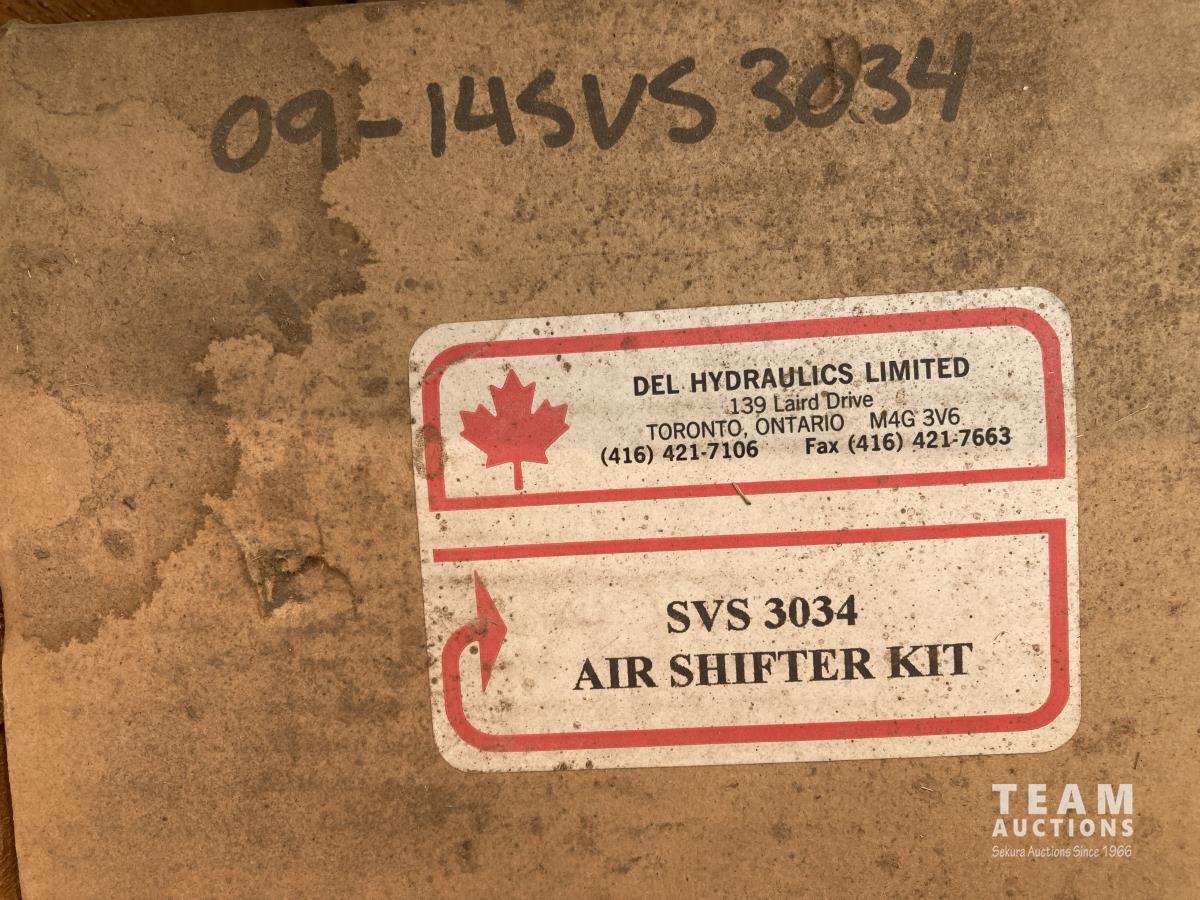 09-14SVS 3034
DEL HYDRAULICS LIMITED
139 Laird Drive
TORONTO, ONTARIO M4G 3V6
(416) 421-7106 Fax (416) 421-7663
SVS 3034
AIR SHIFTER KIT
TEAM
AUCTIONS
Sekura Auctions Since 1966